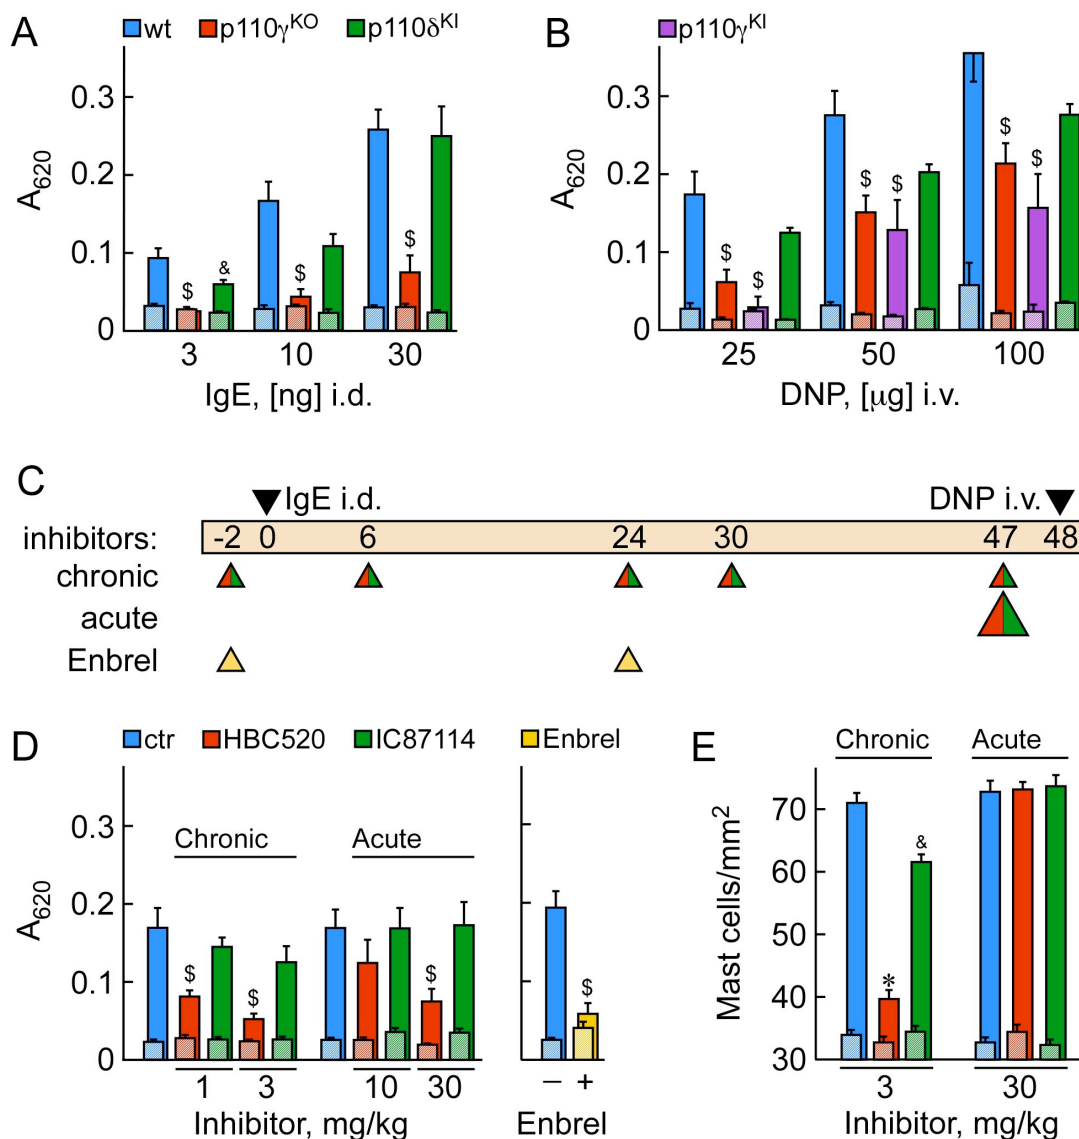 A
wt p110γKO p110δKI
0.3
0.2
0.1
0
A620
$ & $ $
3 10 30
IgE, [ng] i.d.
B
p110γKI
0.3
0.2
0.1
0
A620
$ $ $ $ $ $
25 50 100
DNP, [μg] i.v.
C
IgE i.d. DNP i.v.
inhibitors: -2 0 6 24 30 47 48
chronic
acute
Enbrel
D
ctr HBC520 IC87114 Enbrel
Chronic Acute
0.3
0.2
0.1
0
A620
$ $ $ $
1 3 10 30
Inhibitor, mg/kg
– +
Enbrel
E
Chronic Acute
70
60
50
40
30
Mast cells/mm2
* &
3 30
Inhibitor, mg/kg